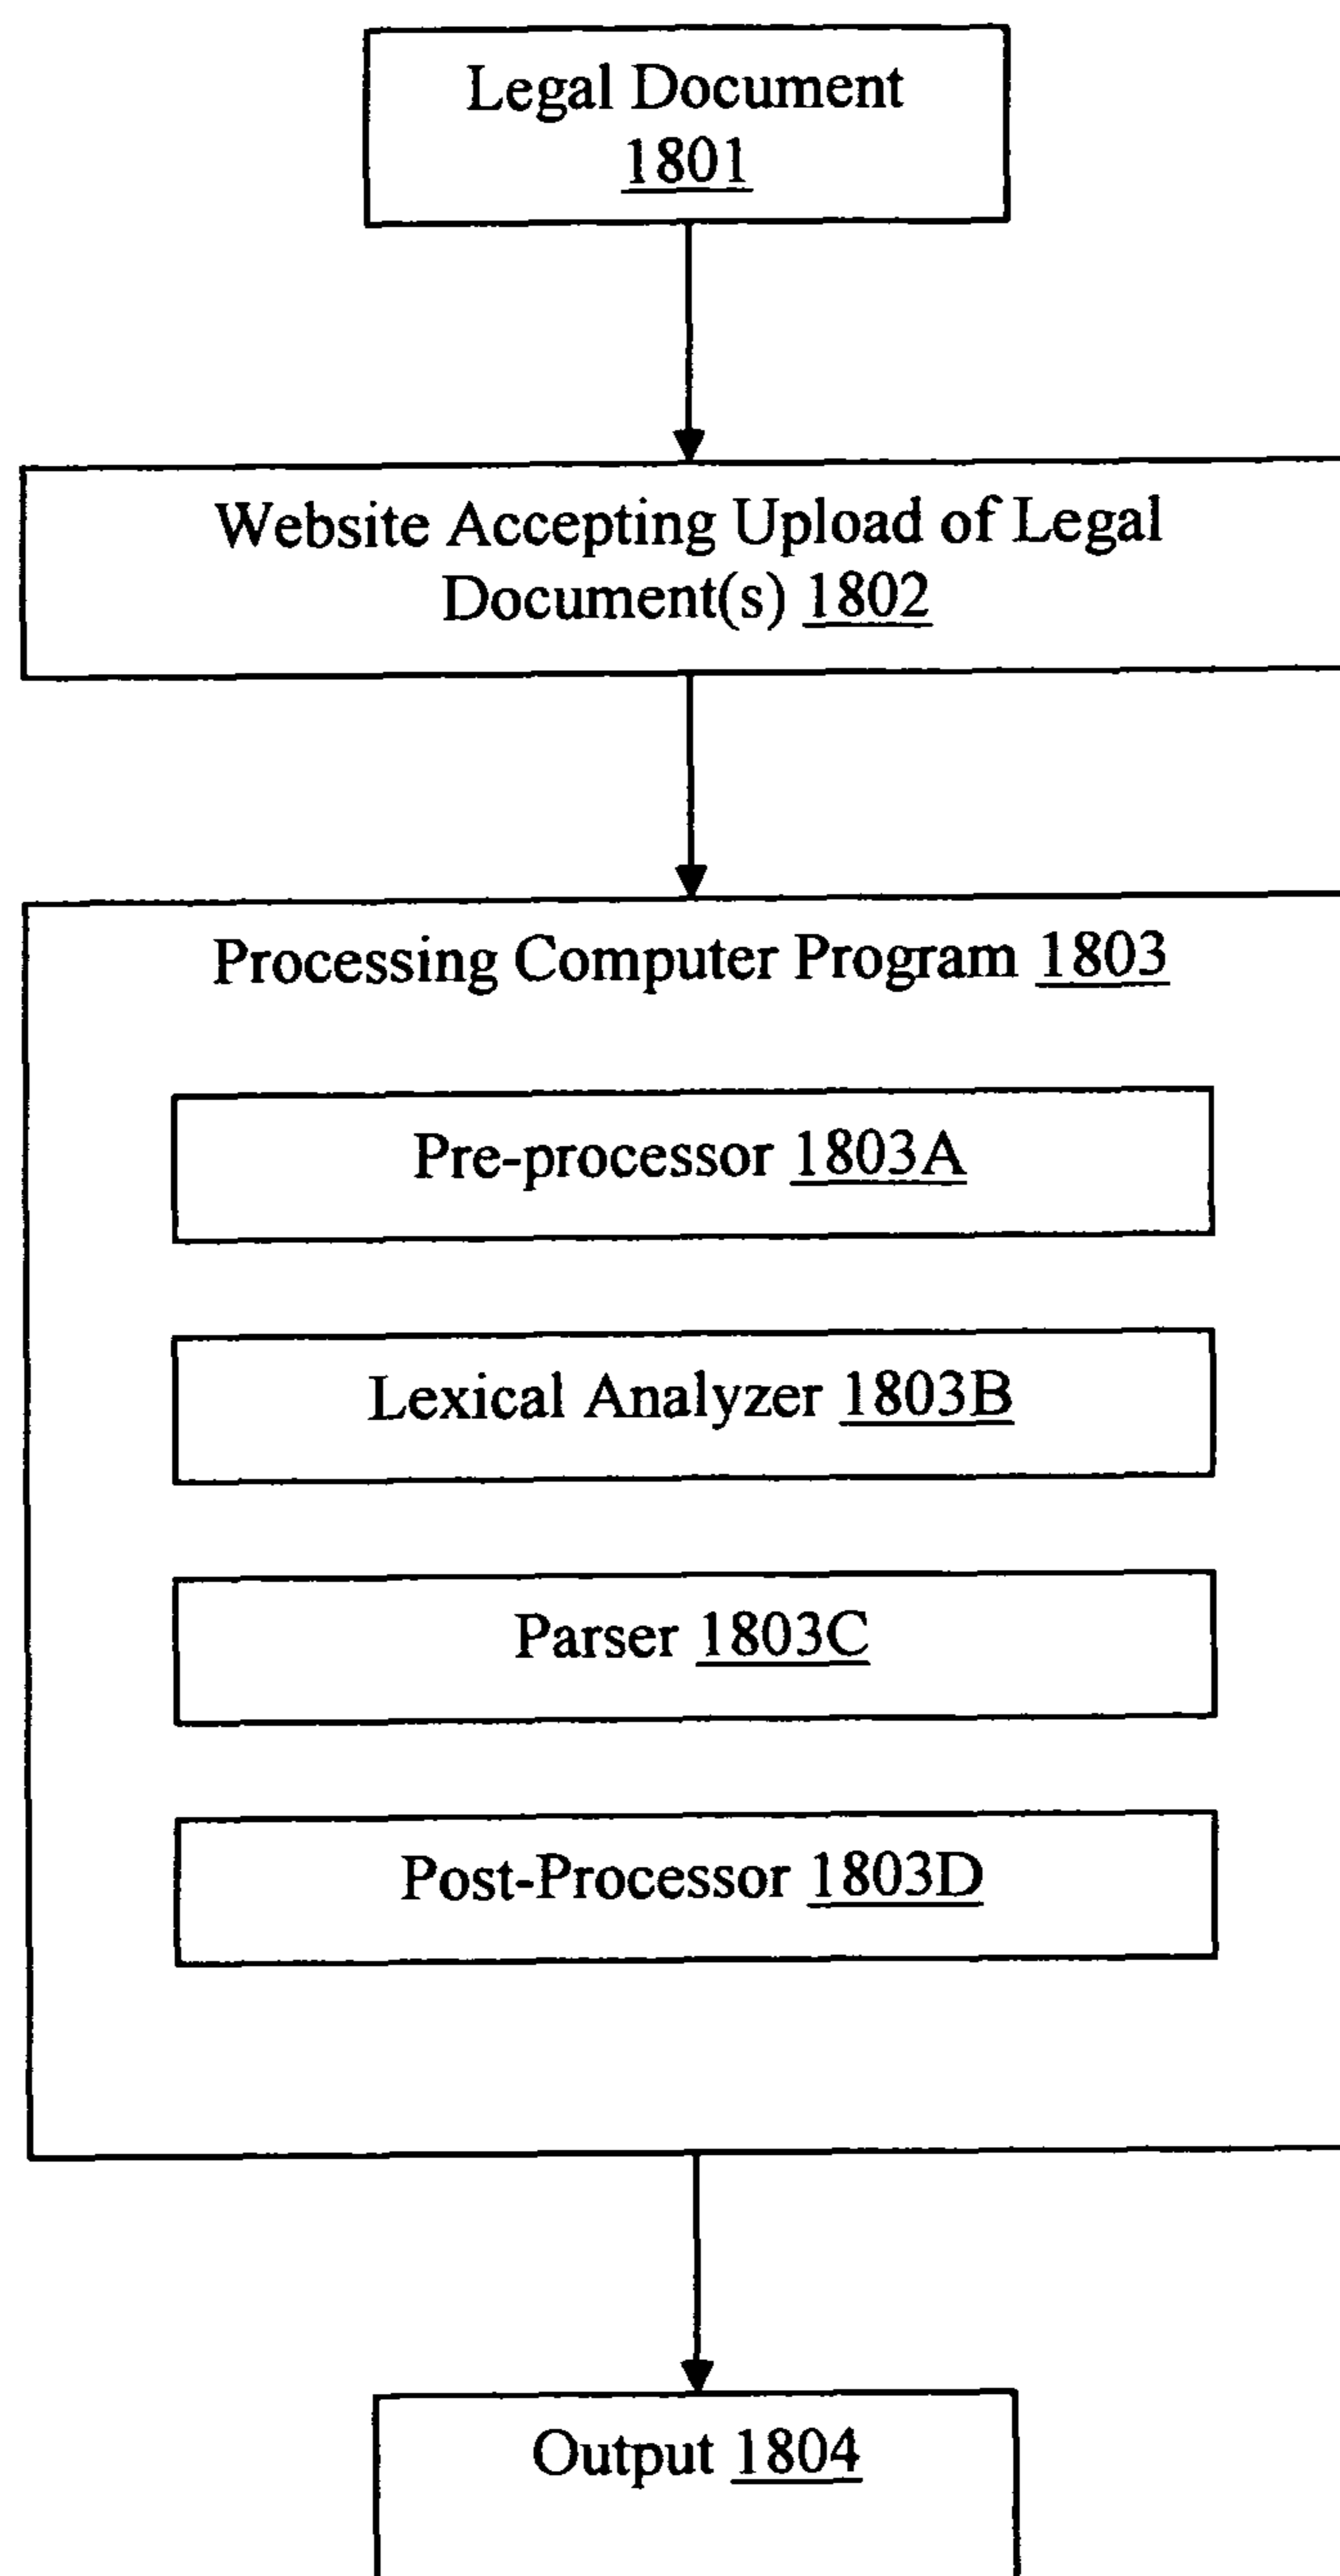 Legal Document
1801
Website Accepting Upload of Legal
Document(s) 1802
Processing Computer Program 1803
Pre-processor 1803A
Lexical Analyzer 1803B
Parser 1803C
Post-Processor 1803D
Output 1804